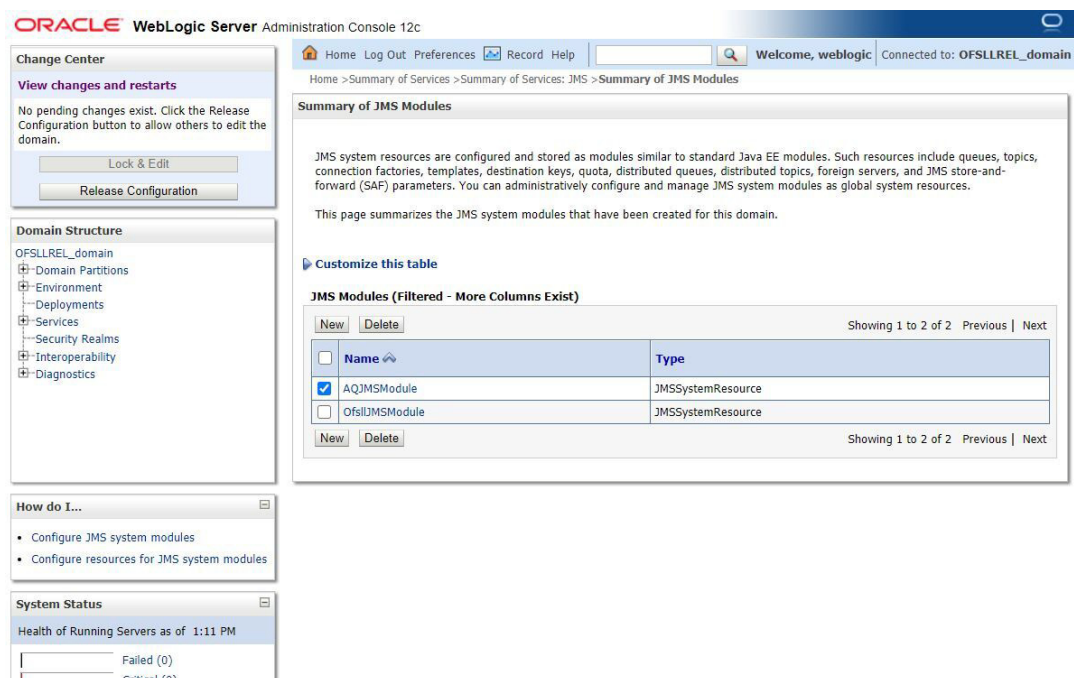 ORACLE WebLogic Server Administration Console 12c
Change Center
View changes and restarts
No pending changes exist. Click the Release
Configuration button to allow others to edit the
domain.
Lock & Edit
Release Configuration
Domain Structure
OFSLLREL_domain
Domain Partitions
Environment
Deployments
Services
Security Realms
Interoperability
Diagnostics
How do I...
Configure JMS system modules
Configure resources for JMS system modules
System Status
Health of Running Servers as of 1:11 PM
Failed (0)
Critical (0)
Home Log Out Preferences Record Help
Welcome, weblogic Connected to: OFSLLREL_domain
Home >Summary of Services >Summary of Services: JMS >Summary of JMS Modules
Summary of JMS Modules
JMS system resources are configured and stored as modules similar to standard Java EE modules. Such resources include queues, topics,
connection factories, templates, destination keys, quota, distributed queues, distributed topics, foreign servers, and JMS store-and-
forward (SAF) parameters. You can administratively configure and manage JMS system modules as global system resources.
This page summarizes the JMS system modules that have been created for this domain.
Customize this table
JMS Modules (Filtered - More Columns Exist)
New Delete Showing 1 to 2 of 2 Previous | Next
Name Type
AQJMSModule JMSSystemResource
OfsllJMSModule JMSSystemResource
New Delete Showing 1 to 2 of 2 Previous | Next